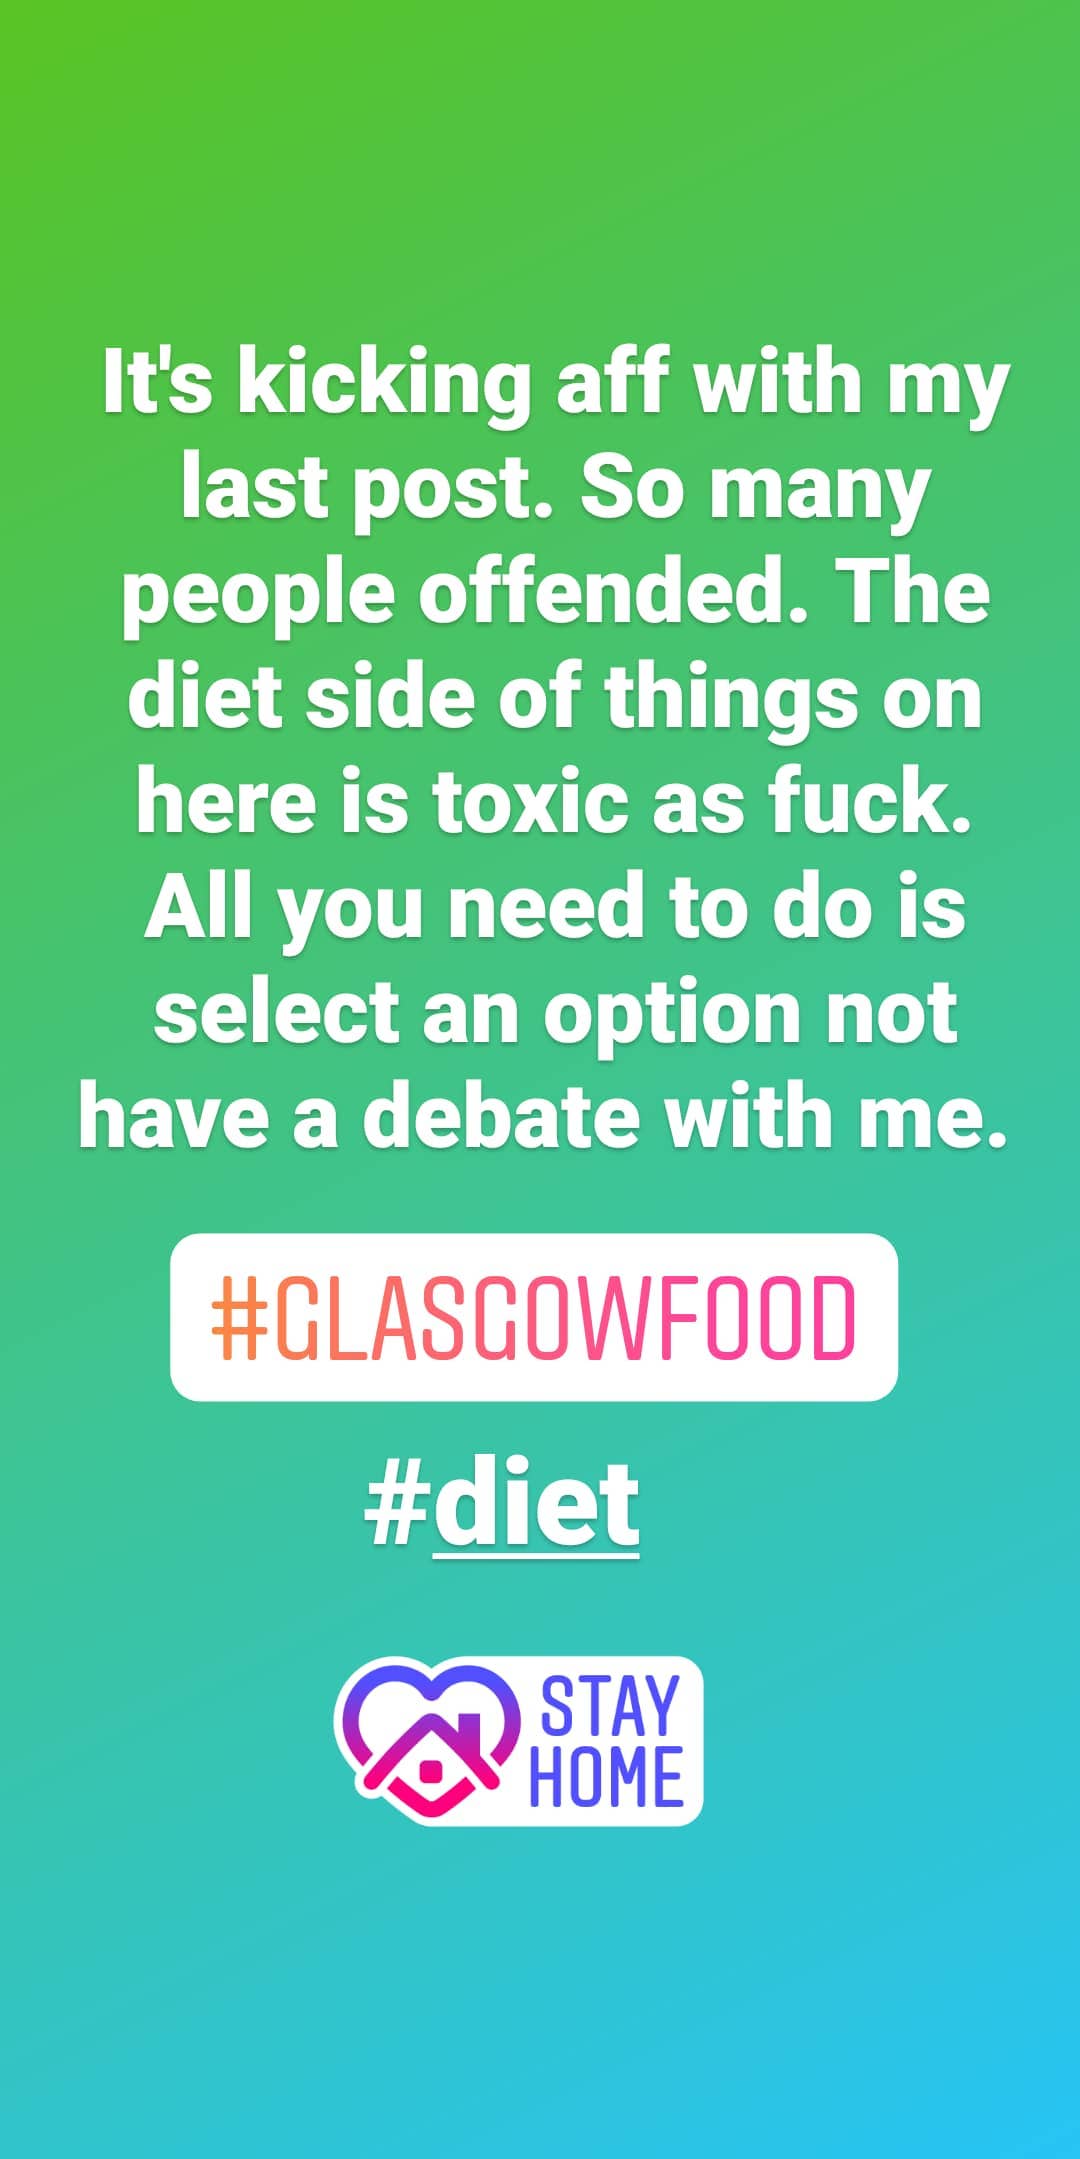 It's kicking aff with my
last post. So many
people offended. The
diet side of things on
here is toxic as fuck.
All you need to do is
select an option not
have a debate with me.
#GLASGOWFOOD
#diet
STAY
HOME